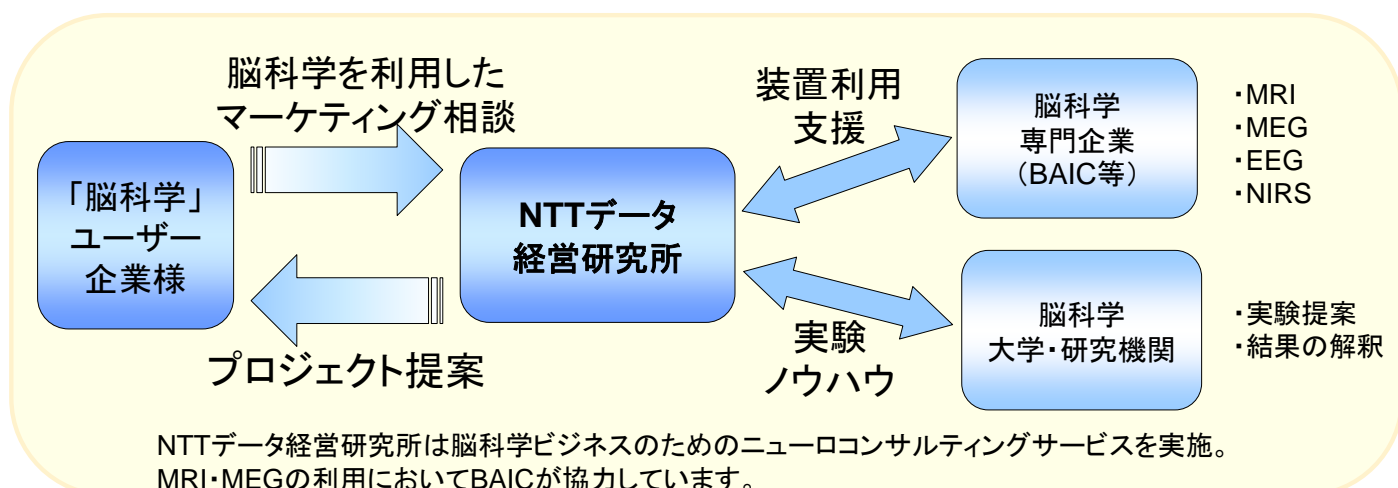 脳科学を利用した
マーケティング相談
「脳科学」
ユーザー
企業様
プロジェクト提案
NTTデータ
経営研究所
装置利用
支援
実験
ノウハウ
脳科学
専門企業
（BAIC等）
・MRI
・MEG
・EEG
・NIRS
脳科学
大学・研究機関
・実験提案
・結果の解釈
NTTデータ経営研究所は脳科学ビジネスのためのニューロコンサルティングサービスを実施。
MRI・MEGの利用においてBAICが協力しています。